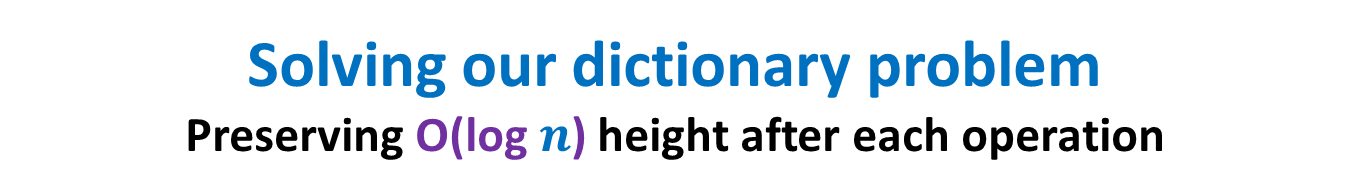 Solving our dictionary problem
Preserving O(log n) height after each operation